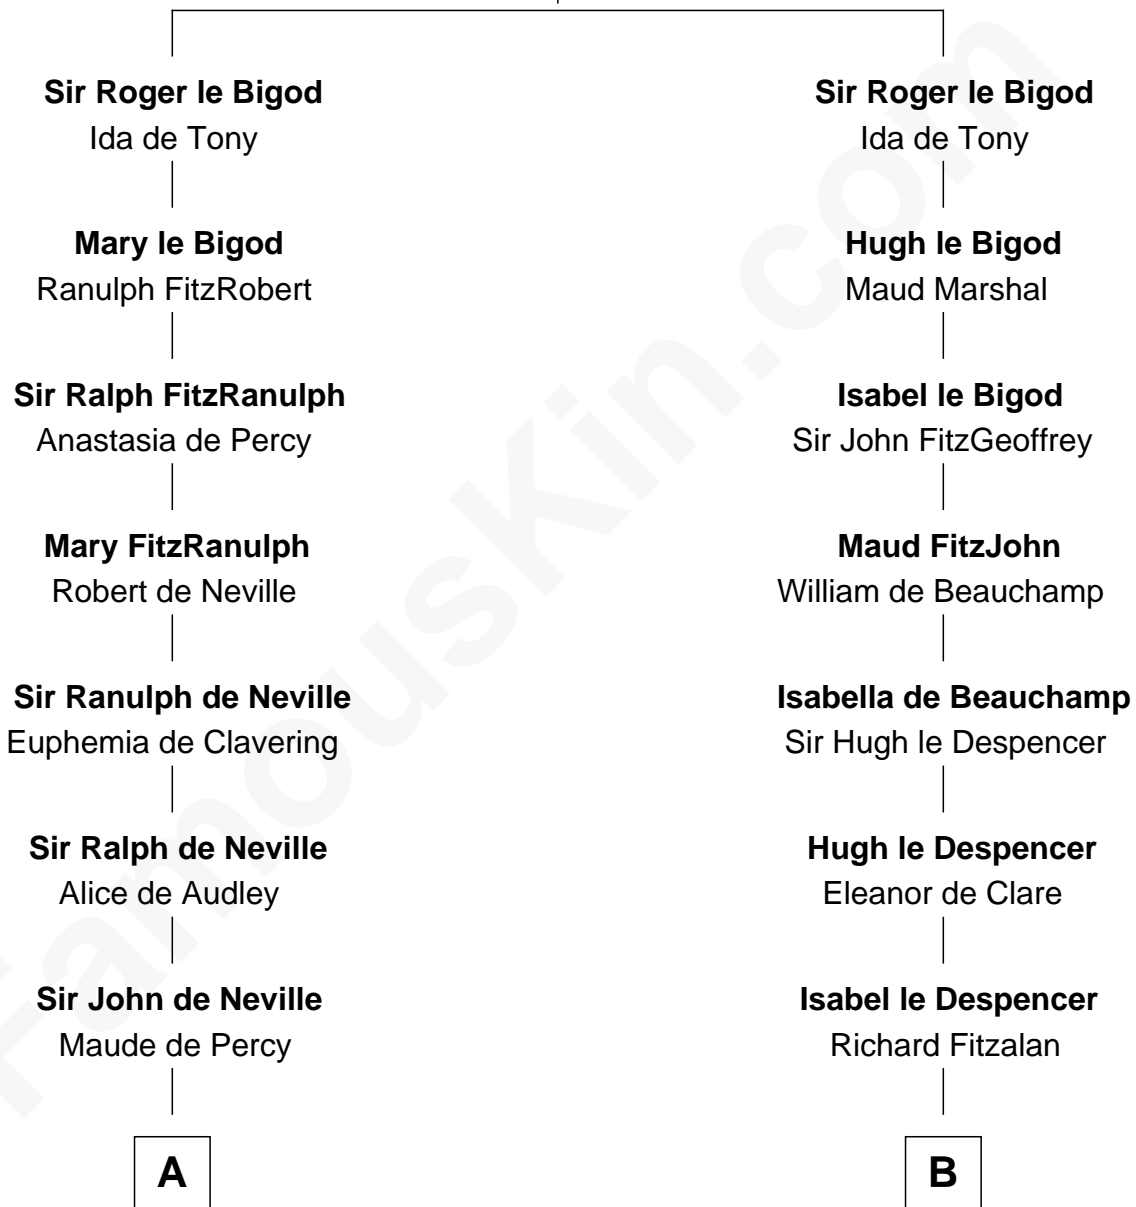 Sir Roger le Bigod
Ida de Tony
Mary le Bigod
Ranulph FitzRobert
Sir Ralph FitzRanulph
Anastasia de Percy
Mary FitzRanulph
Robert de Neville
Sir Ranulph de Neville
Euphemia de Clavering
Sir Ralph de Neville
Alice de Audley
Sir John de Neville
Maude de Percy
A
Sir Roger le Bigod
Ida de Tony
Hugh le Bigod
Maud Marshal
Isabel le Bigod
Sir John FitzGeoffrey
Maud FitzJohn
William de Beauchamp
Isabella de Beauchamp
Sir Hugh le Despencer
Hugh le Despencer
Eleanor de Clare
Isabel le Despencer
Richard Fitzalan
B
FamousKin.com